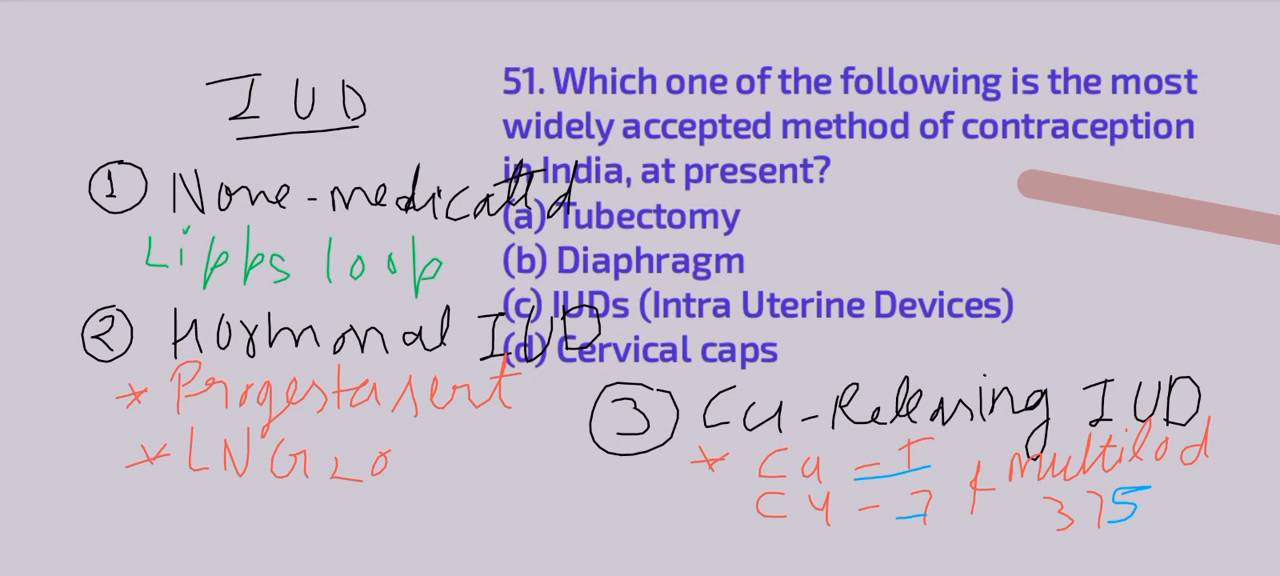 IUD
51. Which one of the following is the most
widely accepted method of contraception
in India, at present?
(a) Tubectomy
(b) Diaphragm
(c) IUDs (Intra Uterine Devices)
(d) Cervical caps
① None-medicated
Lipps loop
② Hormonal IUD
* Progestasert
* LNG20
③ Cu-Releasing IUD
* Cu-T
Cu-7
+ Multilod
375